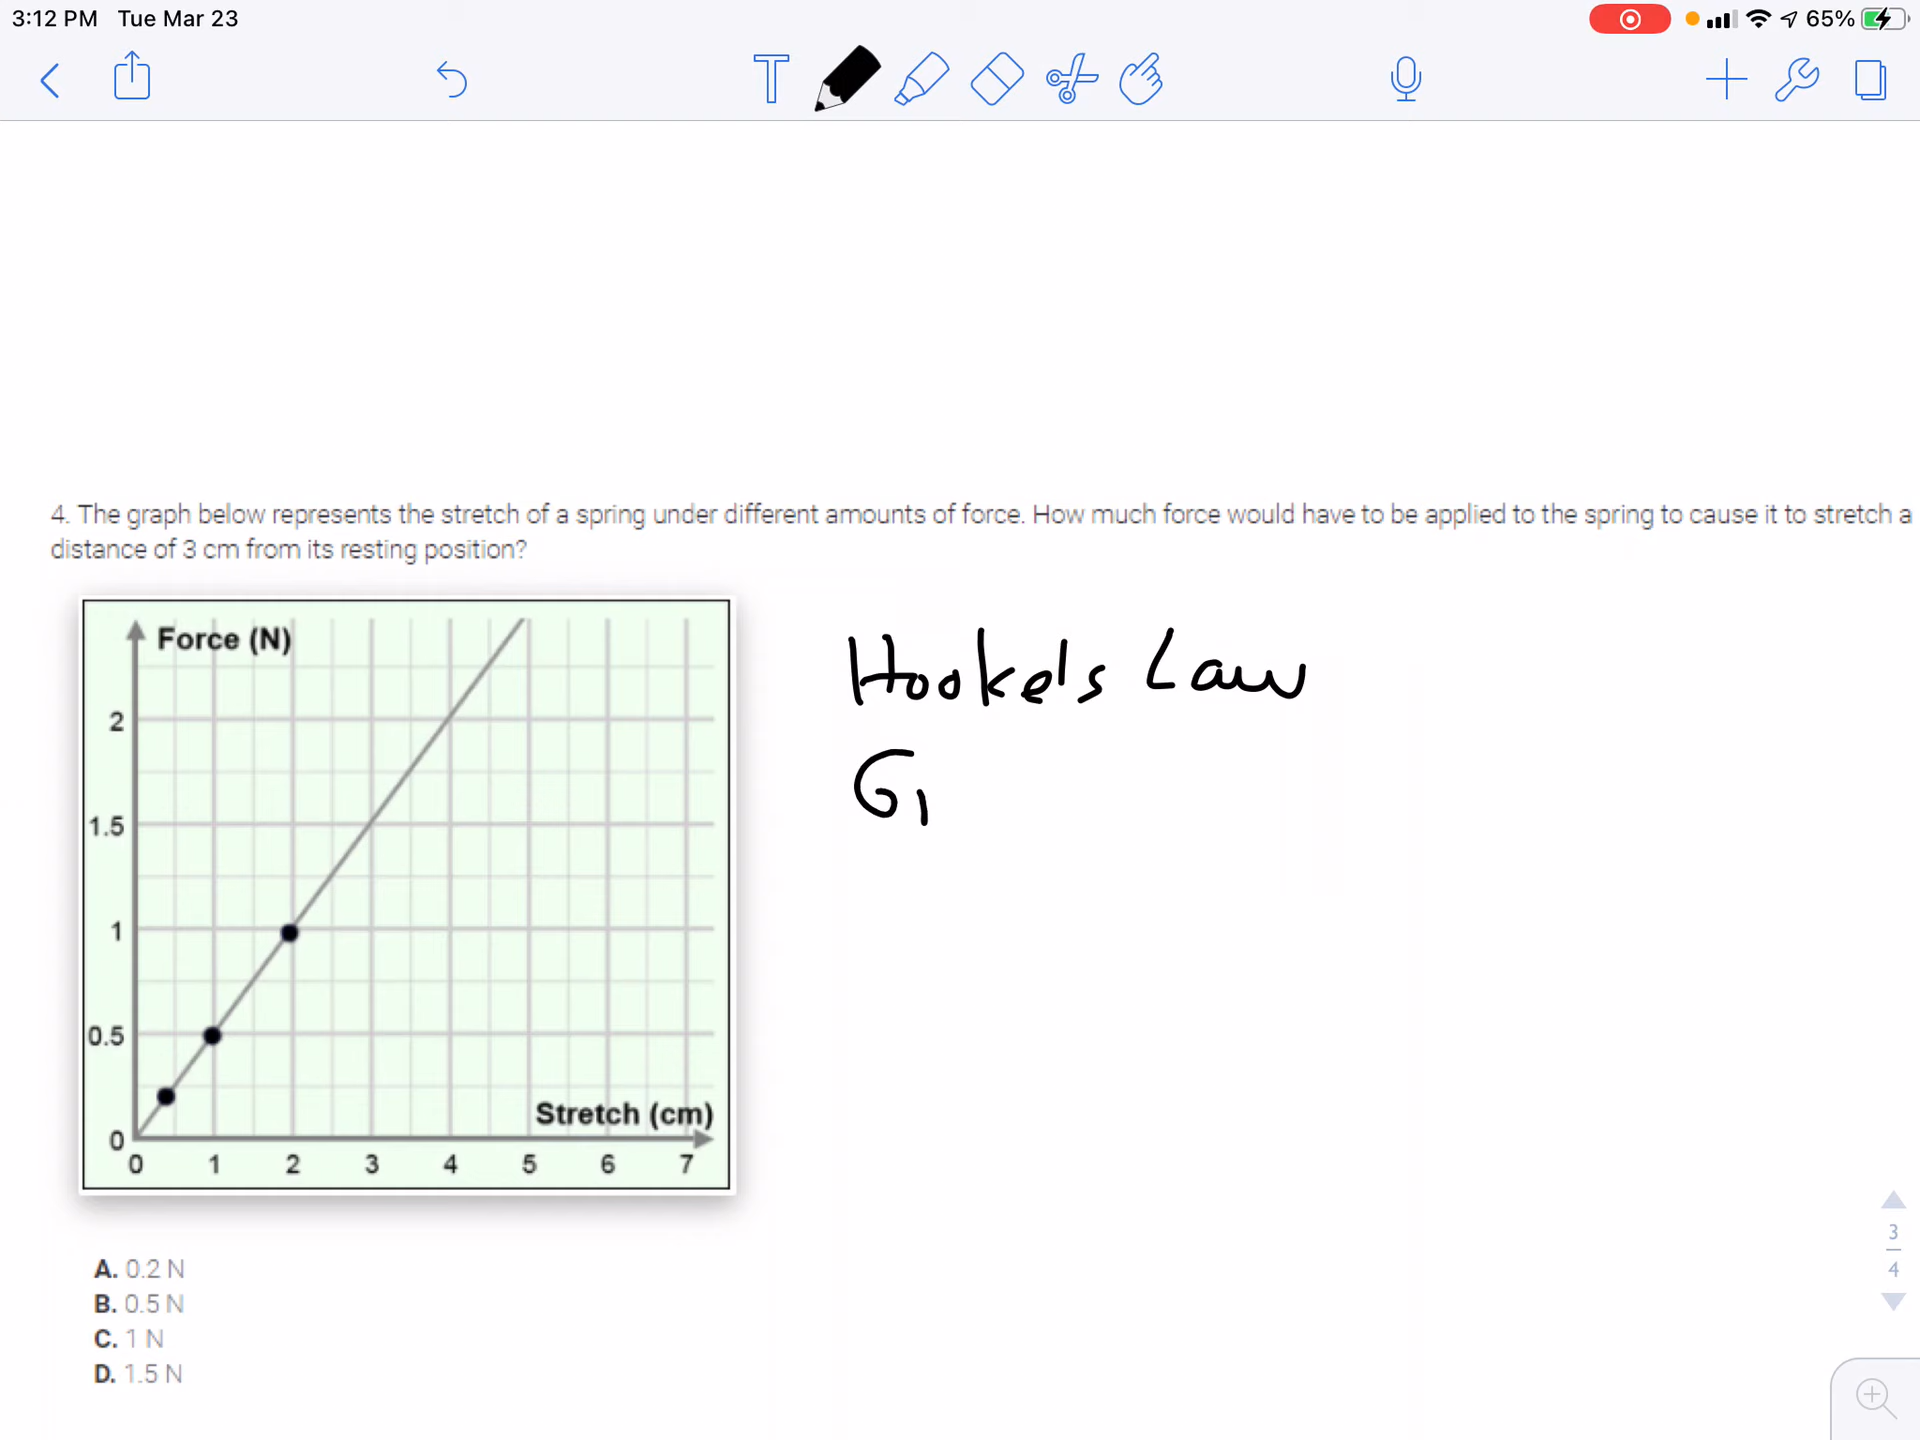 3:12 PM Tue Mar 23
65%
T
4. The graph below represents the stretch of a spring under different amounts of force. How much force would have to be applied to the spring to cause it to stretch a
distance of 3 cm from its resting position?
Force (N)
2
1.5
1
0.5
0
Stretch (cm)
0 1 2 3 4 5 6 7
Hooke's Law
Gi
A. 0.2 N
B. 0.5 N
C. 1 N
D. 1.5 N
3
4